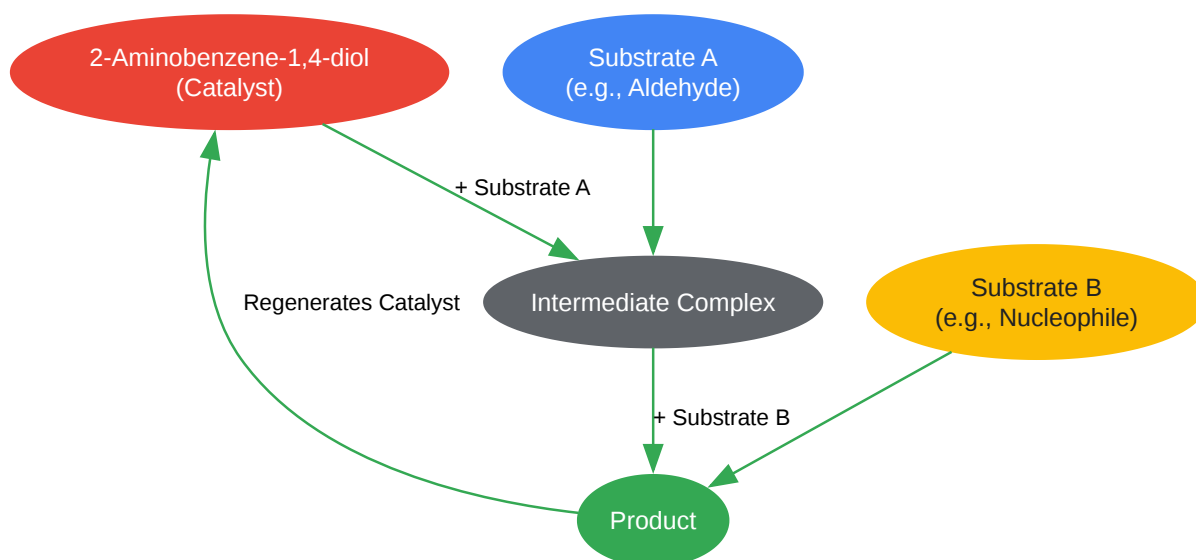 2-Aminobenzene-1,4-diol
(Catalyst)
Substrate A
(e.g., Aldehyde)
+ Substrate A
Regenerates Catalyst
Intermediate Complex
Substrate B
(e.g., Nucleophile)
+ Substrate B
Product